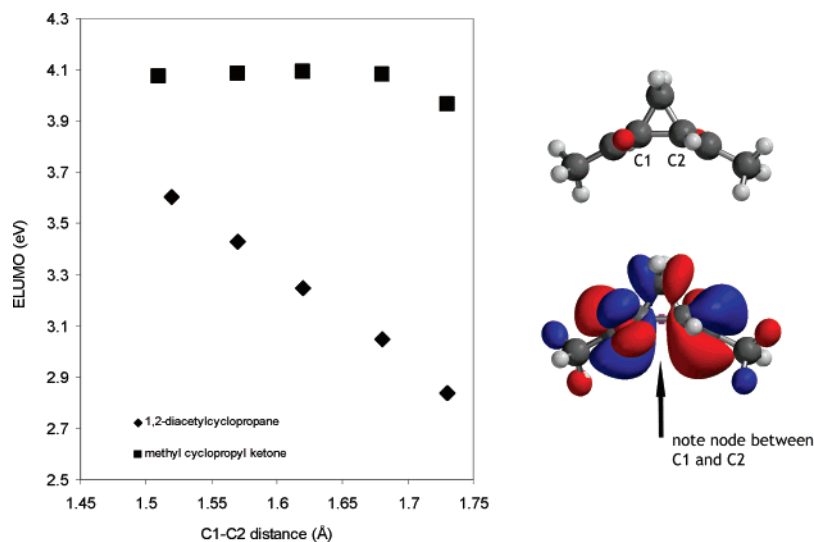 4.3
4.1
3.9
3.7
3.5
3.3
3.1
2.9
2.7
2.5
ELUMO (eV)
1,2-diacetylcyclopropane
methyl cyclopropyl ketone
1.45 1.5 1.55 1.6 1.65 1.7 1.75
C1-C2 distance (Å)
C1 C2
note node between
C1 and C2